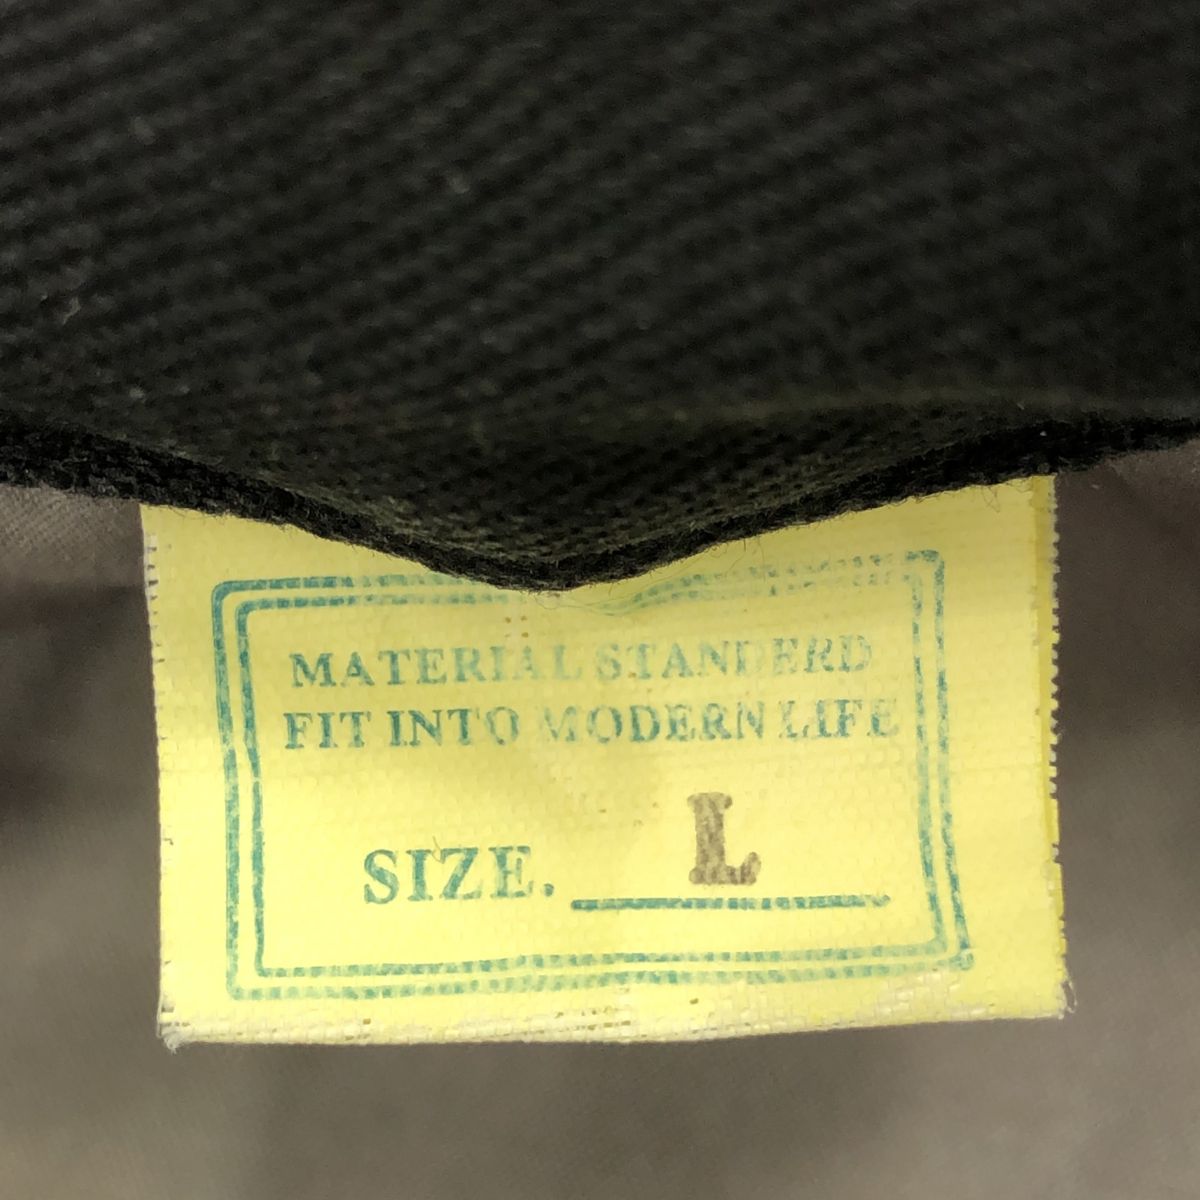 MATERIAL STANDERD
FIT INTO MODERN LIFE
SIZE. L